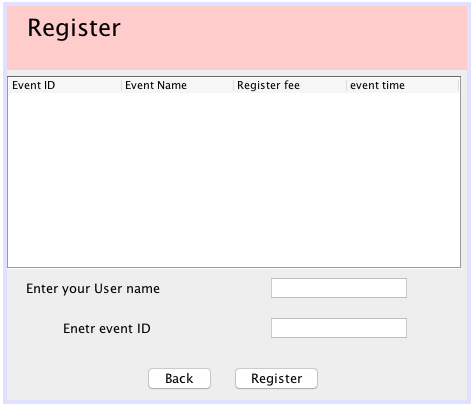 Register
Event ID Event Name Register fee event time
Enter your User name
Enetr event ID
Back Register